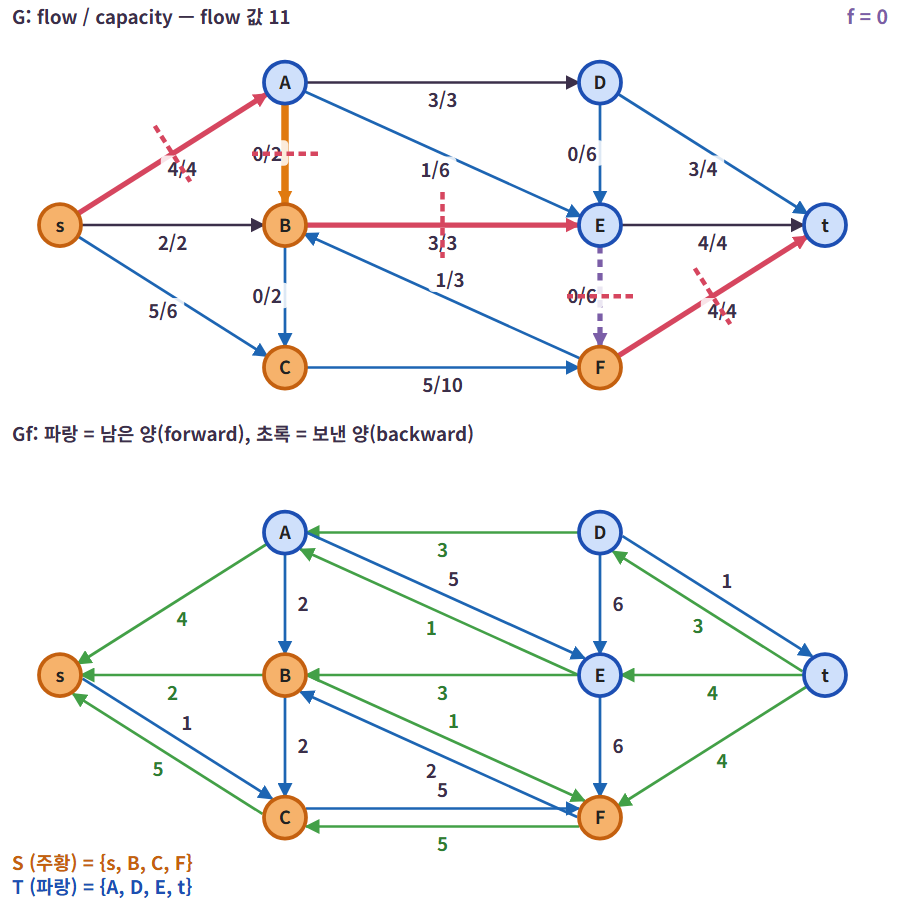 G: flow / capacity — flow 값 11
f = 0
A
D
3/3
4/4
0/2
1/6
0/6
3/4
s
B
E
t
2/2
3/3
4/4
5/6
0/2
1/3
0/6
4/4
C
F
5/10
Gf: 파랑 = 남은 양(forward), 초록 = 보낸 양(backward)
A
D
3
5
1
4
2
1
6
3
s
B
E
t
2
3
4
1
1
5
2
2
5
6
4
C
F
5
S (주황) = {s, B, C, F}
T (파랑) = {A, D, E, t}